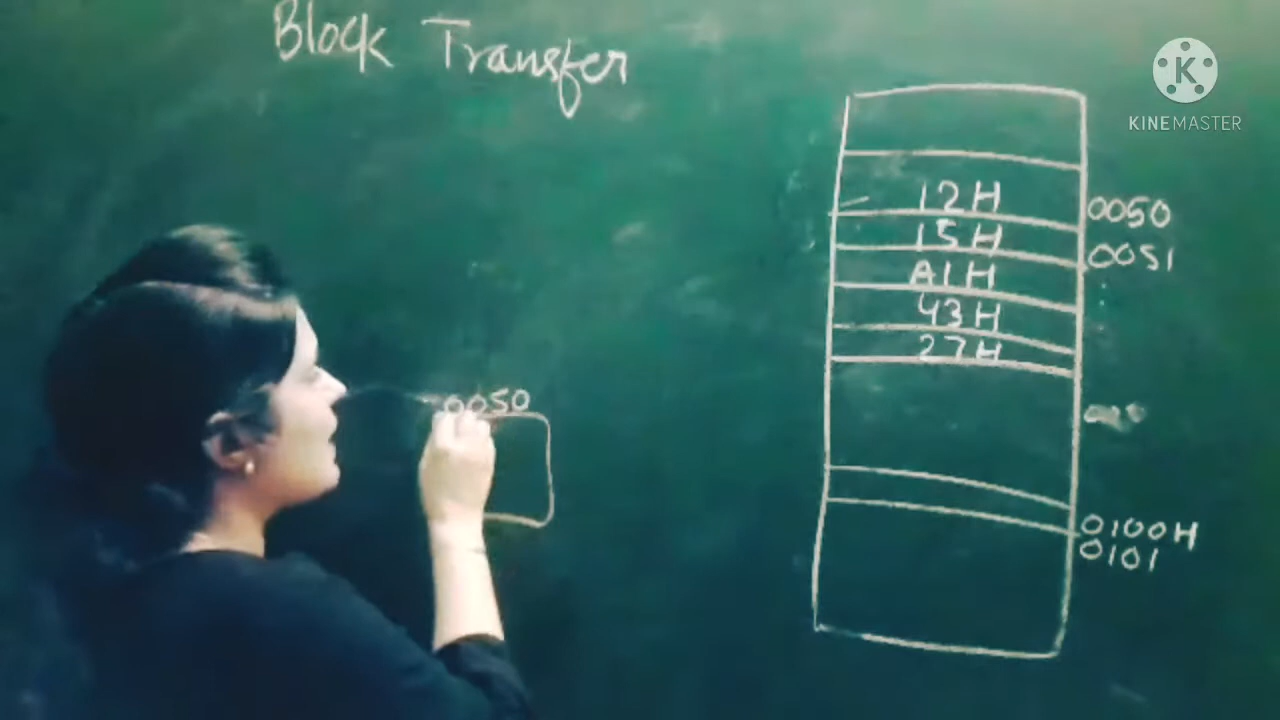 Block Transfer
KINEMASTER
12H 0050
15H 0051
A1H
43H
27H
0050
0100H
0101